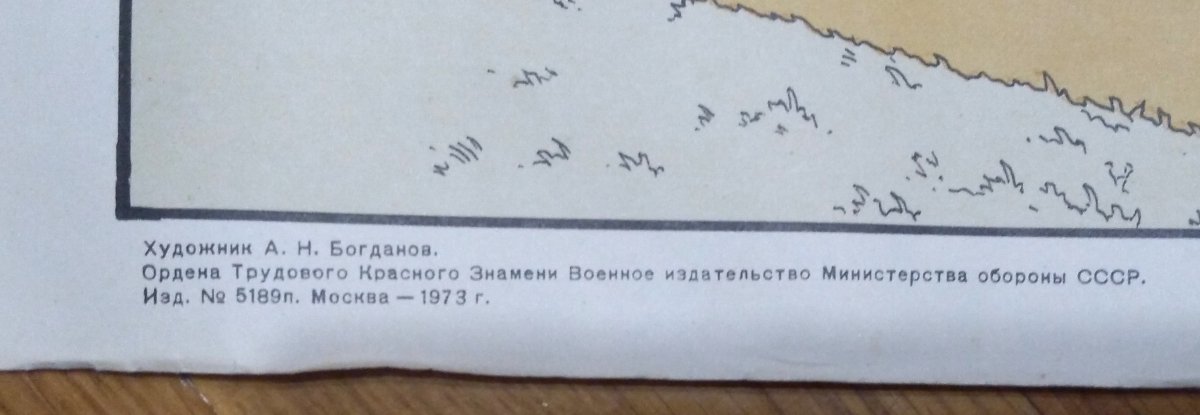 Художник А. Н. Богданов.
Ордена Трудового Красного Знамени Военное издательство Министерства обороны СССР.
Изд. № 5189п. Москва — 1973 г.